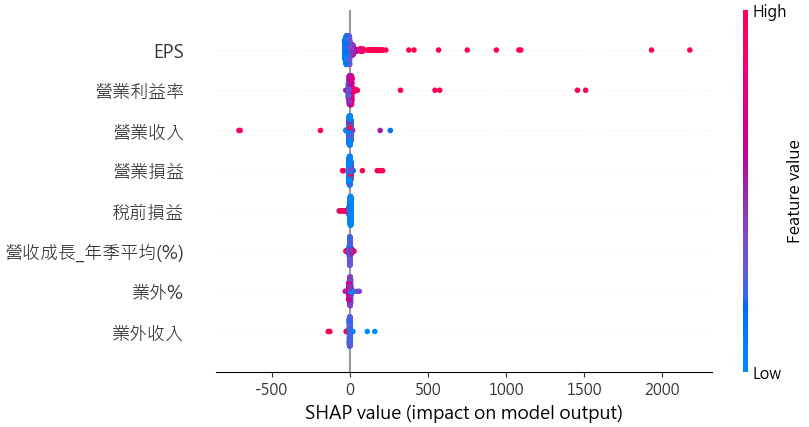 High
EPS
營業利益率
營業收入
營業損益
稅前損益
營收成長_年季平均(%)
業外%
業外收入
Feature value
Low
-500
0
500
1000
1500
2000
SHAP value (impact on model output)